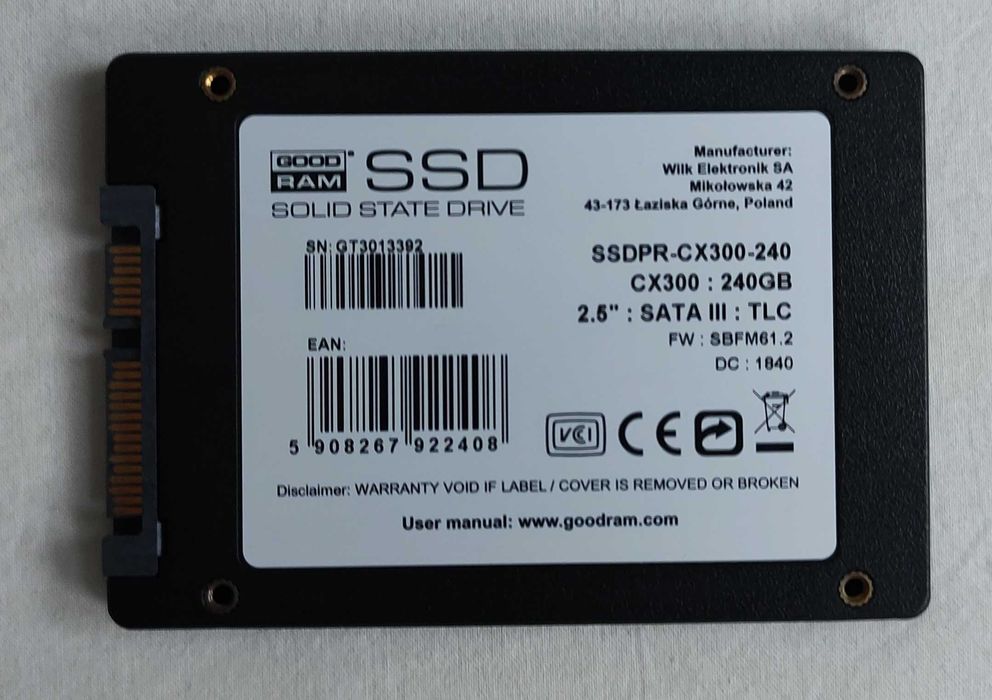 GOOD
RAM
SSD
SOLID STATE DRIVE
Manufacturer:
Wilk Elektronik SA
Mikołowska 42
43-173 Łaziska Górne, Poland
SN: GT3013392
SSDPR-CX300-240
CX300 : 240GB
2.5" : SATA III : TLC
FW : SBFM61.2
DC : 1840
EAN:
5 908267 922408
VCCI
CE
Disclaimer: WARRANTY VOID IF LABEL / COVER IS REMOVED OR BROKEN
User manual: www.goodram.com